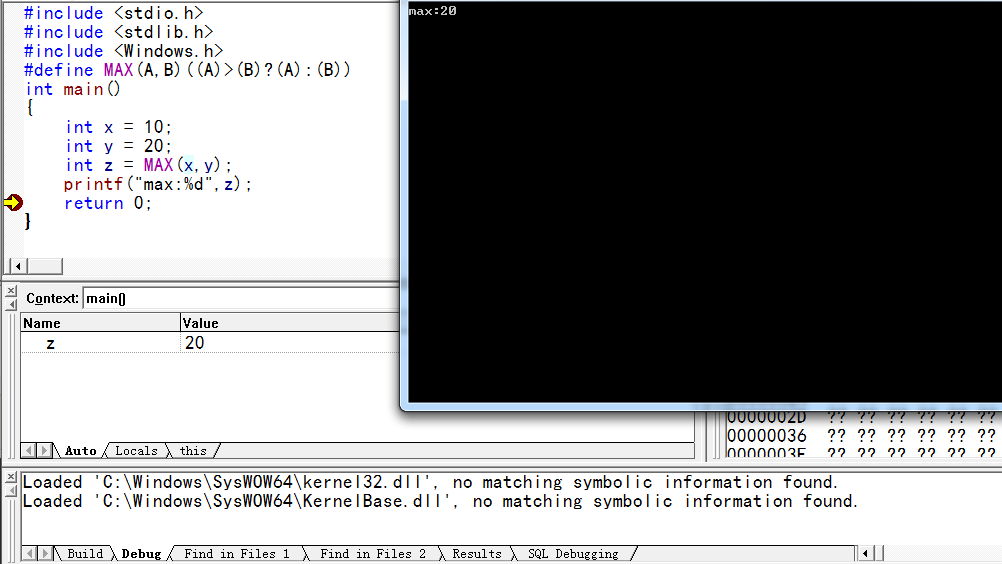 #include <stdio.h>
#include <stdlib.h>
#include <Windows.h>
#define MAX(A,B)((A)>(B)?(A):(B))
int main()
{
int x = 10;
int y = 20;
int z = MAX(x,y);
printf("max:%d",z);
return 0;
}
max:20
Context: main()
Name Value
z 20
Auto Locals this
0000002D ?? ?? ?? ?? ?? ??
00000036 ?? ?? ?? ?? ?? ??
0000003F ?? ?? ?? ?? ?? ??
Loaded 'C:\Windows\SysWOW64\kernel32.dll', no matching symbolic information found.
Loaded 'C:\Windows\SysWOW64\KernelBase.dll', no matching symbolic information found.
Build Debug Find in Files 1 Find in Files 2 Results SQL Debugging